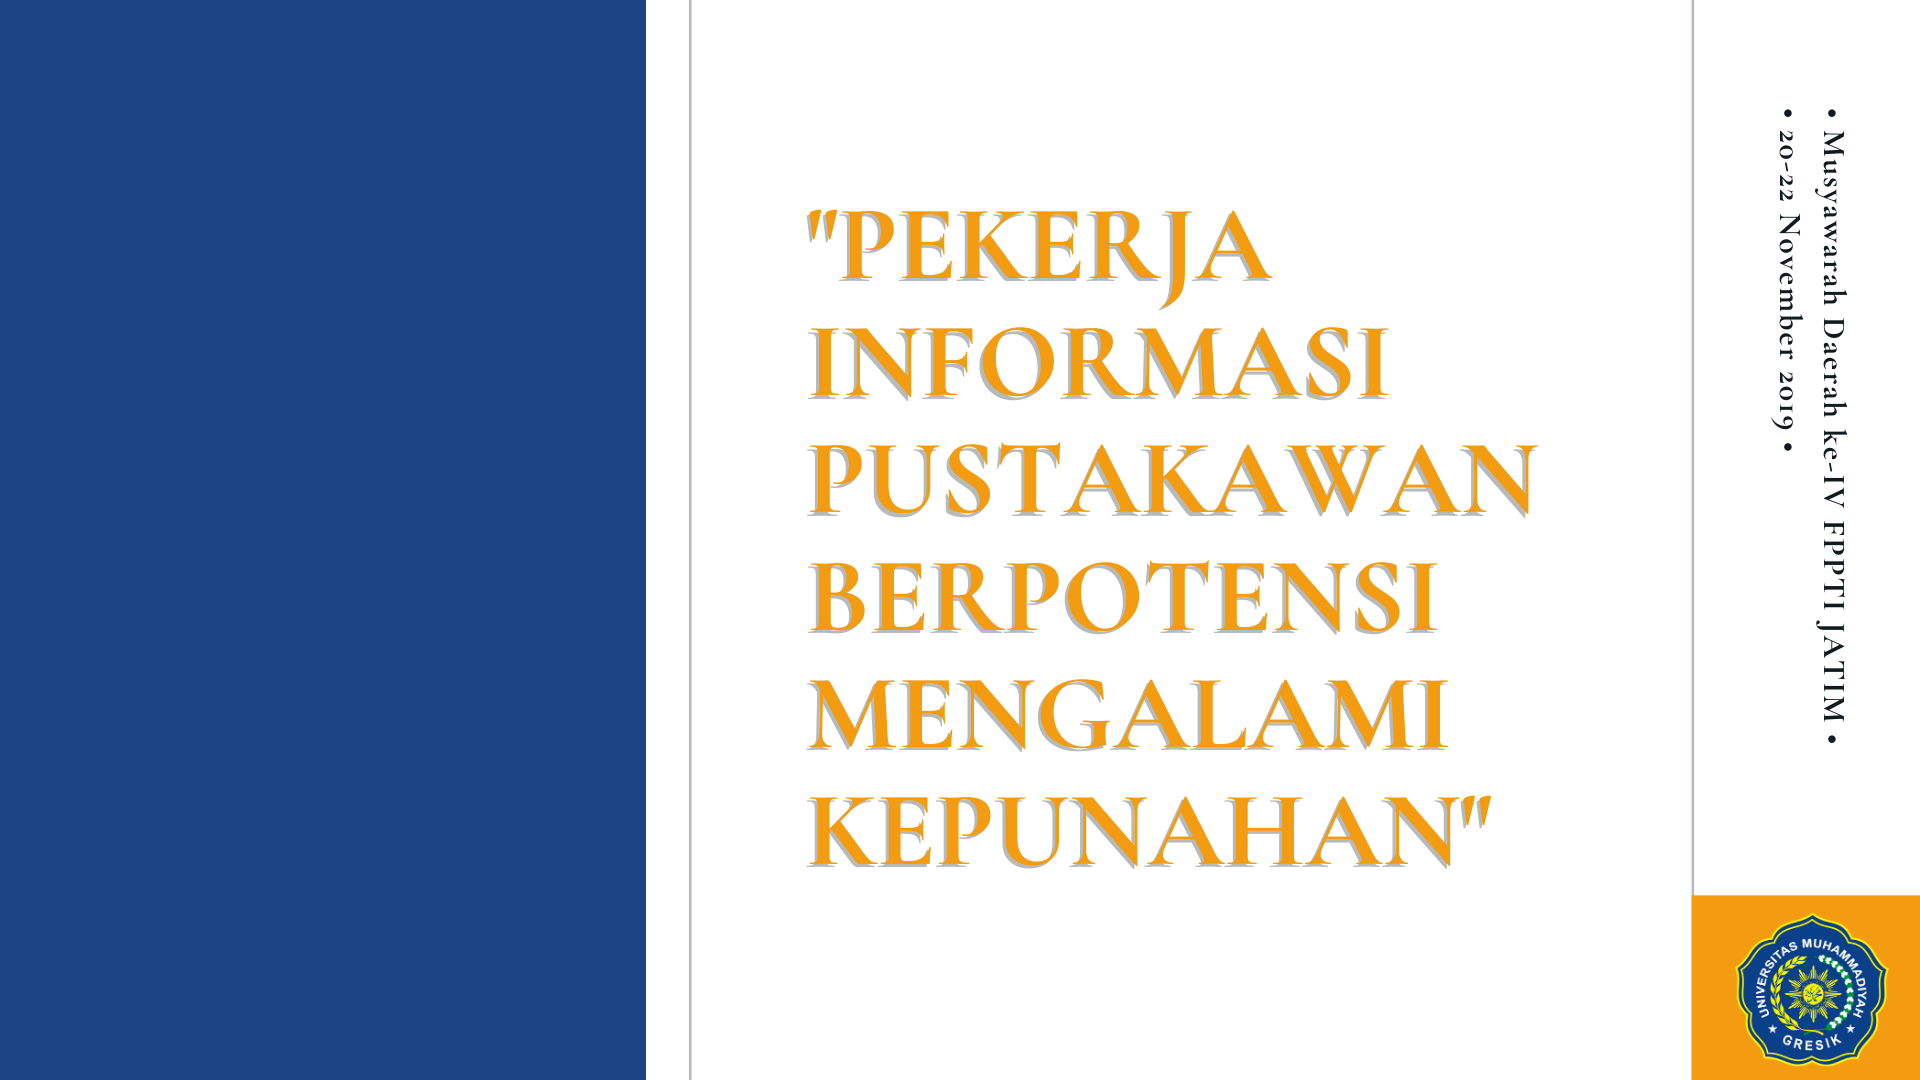 "PEKERJA
INFORMASI
PUSTAKAWAN
BERPOTENSI
MENGALAMI
KEPUNAHAN"
• Musyawarah Daerah ke-IV FPPTI JATIM •
• 20-22 November 2019 •
UNIVERSITAS MUHAMMADIYAH
GRESIK